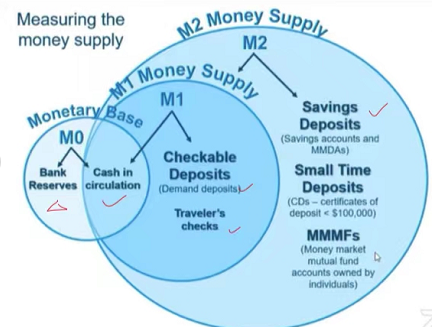 Measuring the
money supply
M2 Money Supply
M2
M1 Money Supply
M1
Monetary Base
M0
Bank
Reserves
Cash in
circulation
Checkable
Deposits
(Demand deposits)
Traveler's
checks
Savings
Deposits
(Savings accounts and
MMDAs)
Small Time
Deposits
(CDs – certificates of
deposit < $100,000)
MMMFs
(Money market
mutual fund
accounts owned by
individuals)